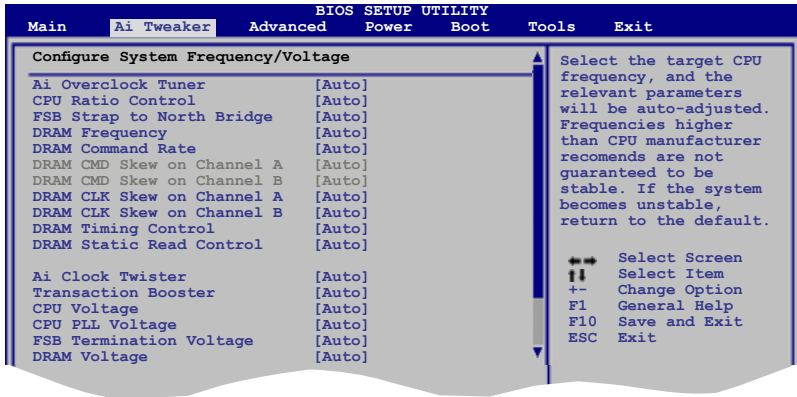 BIOS SETUP UTILITY
Main Ai Tweaker Advanced Power Boot Tools Exit
Configure System Frequency/Voltage
Ai Overclock Tuner [Auto]
CPU Ratio Control [Auto]
FSB Strap to North Bridge [Auto]
DRAM Frequency [Auto]
DRAM Command Rate [Auto]
DRAM CMD Skew on Channel A [Auto]
DRAM CMD Skew on Channel B [Auto]
DRAM CLK Skew on Channel A [Auto]
DRAM CLK Skew on Channel B [Auto]
DRAM Timing Control [Auto]
DRAM Static Read Control [Auto]
Ai Clock Twister [Auto]
Transaction Booster [Auto]
CPU Voltage [Auto]
CPU PLL Voltage [Auto]
FSB Termination Voltage [Auto]
DRAM Voltage [Auto]
Select the target CPU
frequency, and the
relevant parameters
will be auto-adjusted.
Frequencies higher
than CPU manufacturer
recomends are not
guaranteed to be
stable. If the system
becomes unstable,
return to the default.
Select Screen
Select Item
+- Change Option
F1 General Help
F10 Save and Exit
ESC Exit